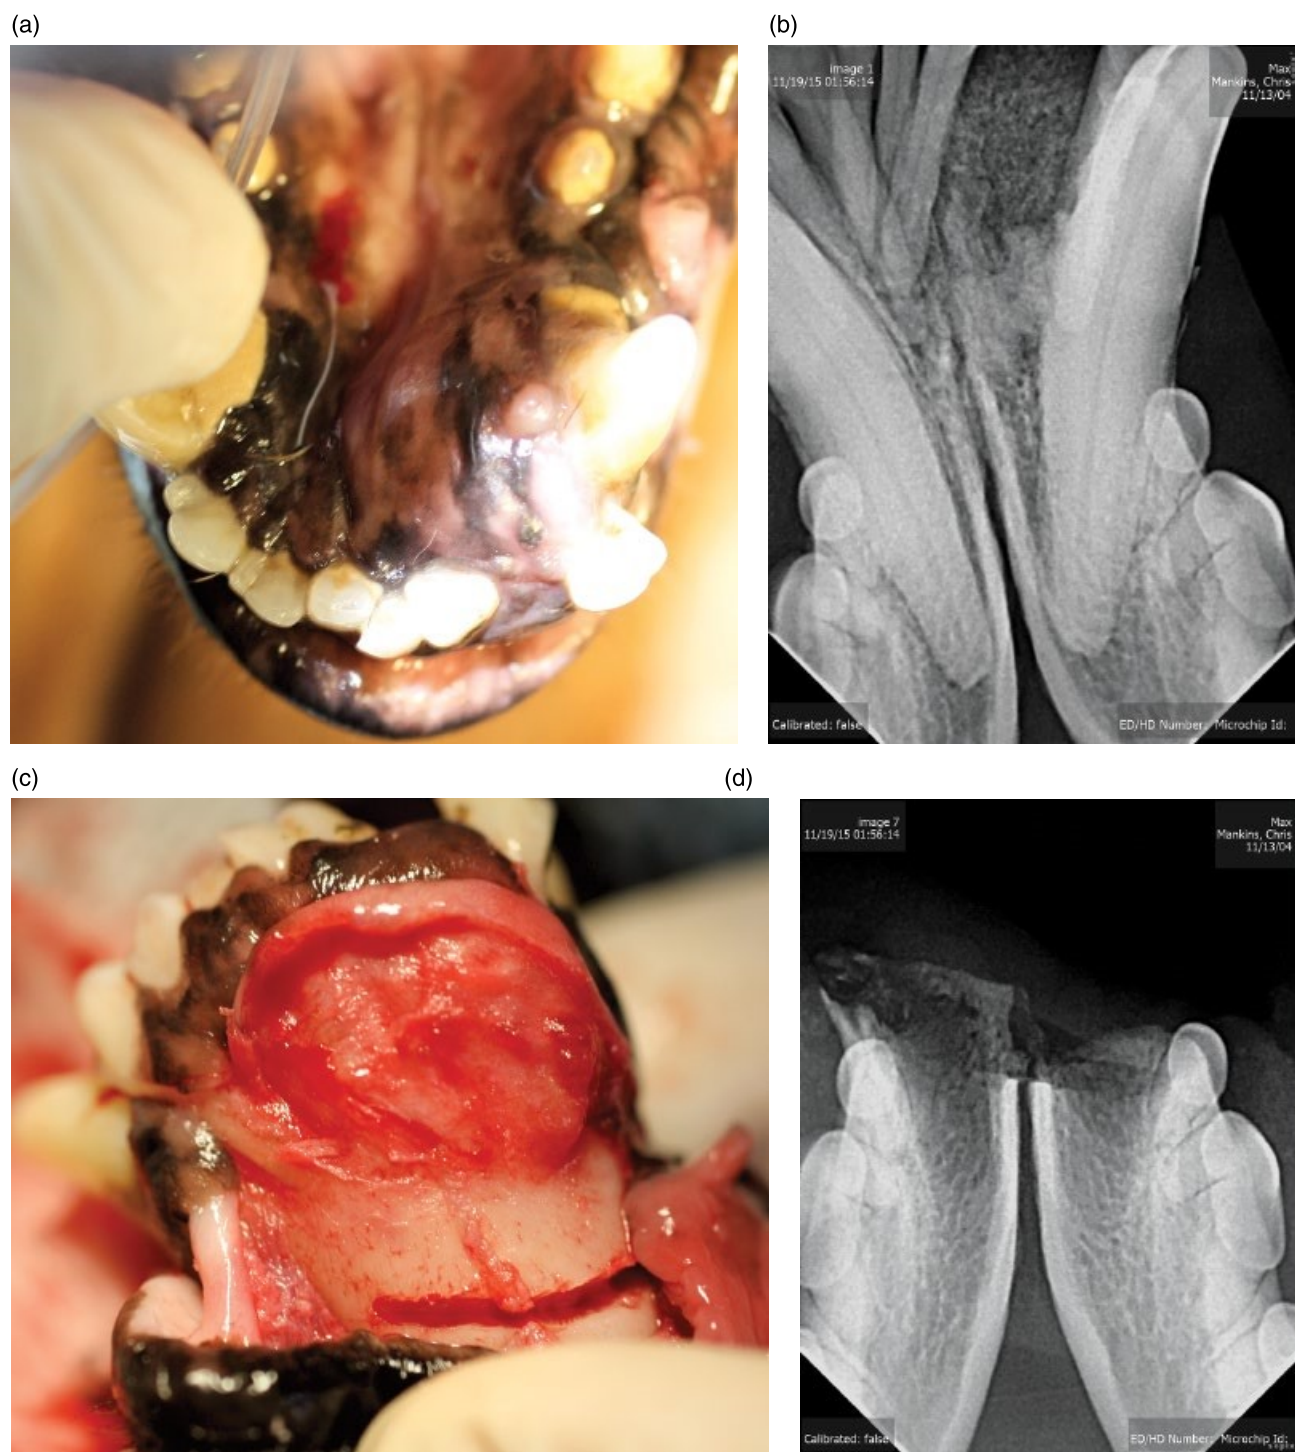 (a)
(b)
image 1
11/19/15 01:56:14
Max
Mankins, Chris-
11/13/04
Calibrated: false
ED/HD Number: Microchip Id:
(c)
(d)
image 7
11/19/15 01:56:14
Max
Mankins, Chris
11/13/04
Calibrated: false
ED/HD Number: Microchip Id: